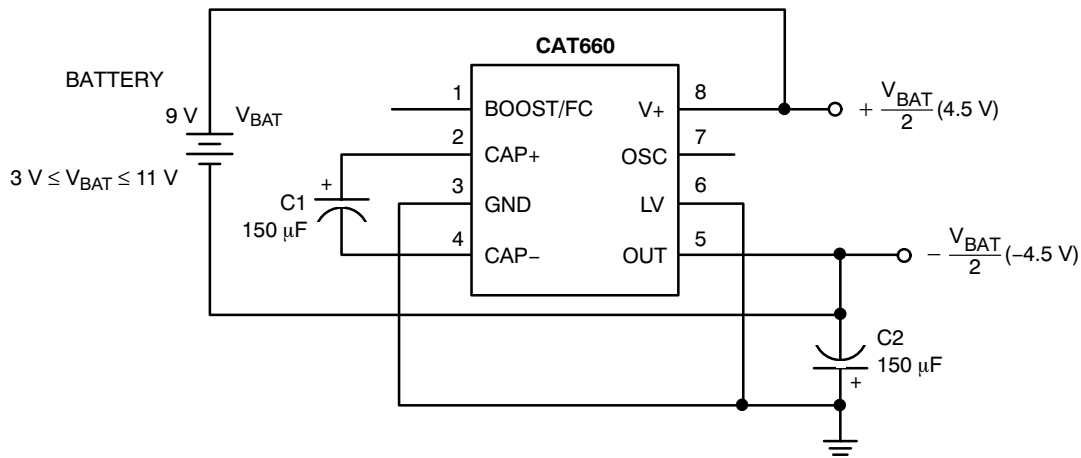 CAT660
BATTERY
9 V
V_BAT
3 V ≤ V_BAT ≤ 11 V
+
C1
150 μF
1
2
3
4
BOOST/FC
CAP+
GND
CAP−
V+
OSC
LV
OUT
8
7
6
5
+ V_BAT/2 (4.5 V)
− V_BAT/2 (−4.5 V)
C2
150 μF
+